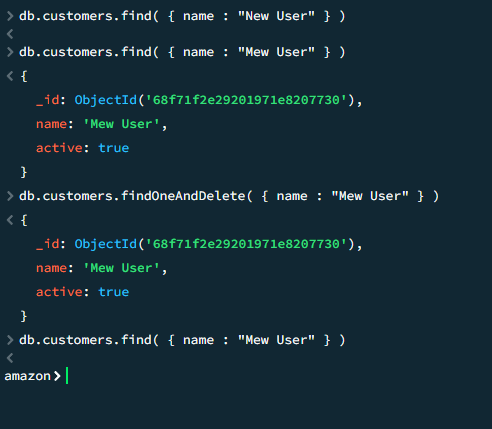 > db.customers.find( { name : "New User" } )
<
> db.customers.find( { name : "Mew User" } )
< {
_id: ObjectId('68f71f2e29201971e8207730'),
name: 'Mew User',
active: true
}
> db.customers.findOneAndDelete( { name : "Mew User" } )
< {
_id: ObjectId('68f71f2e29201971e8207730'),
name: 'Mew User',
active: true
}
> db.customers.find( { name : "Mew User" } )
<
amazon>